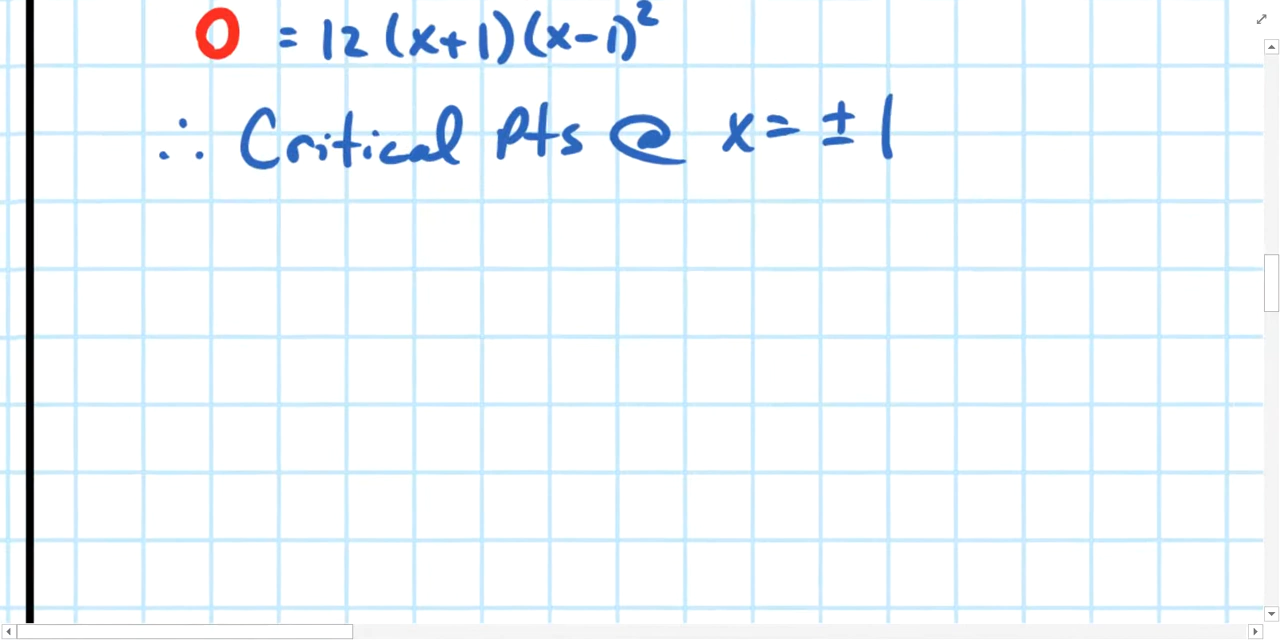 0 = 12 (x+1)(x-1)²
∴ Critical Pts @ x = ± 1